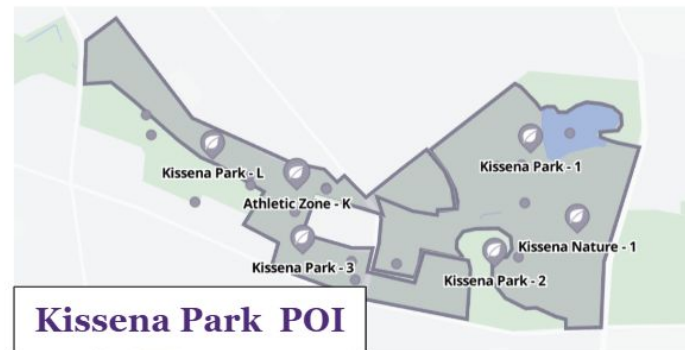 Kissena Park - 1
Kissena Park - L
Athletic Zone - K
Kissena Nature - 1
Kissena Park - 3
Kissena Park - 2
Kissena Park POI